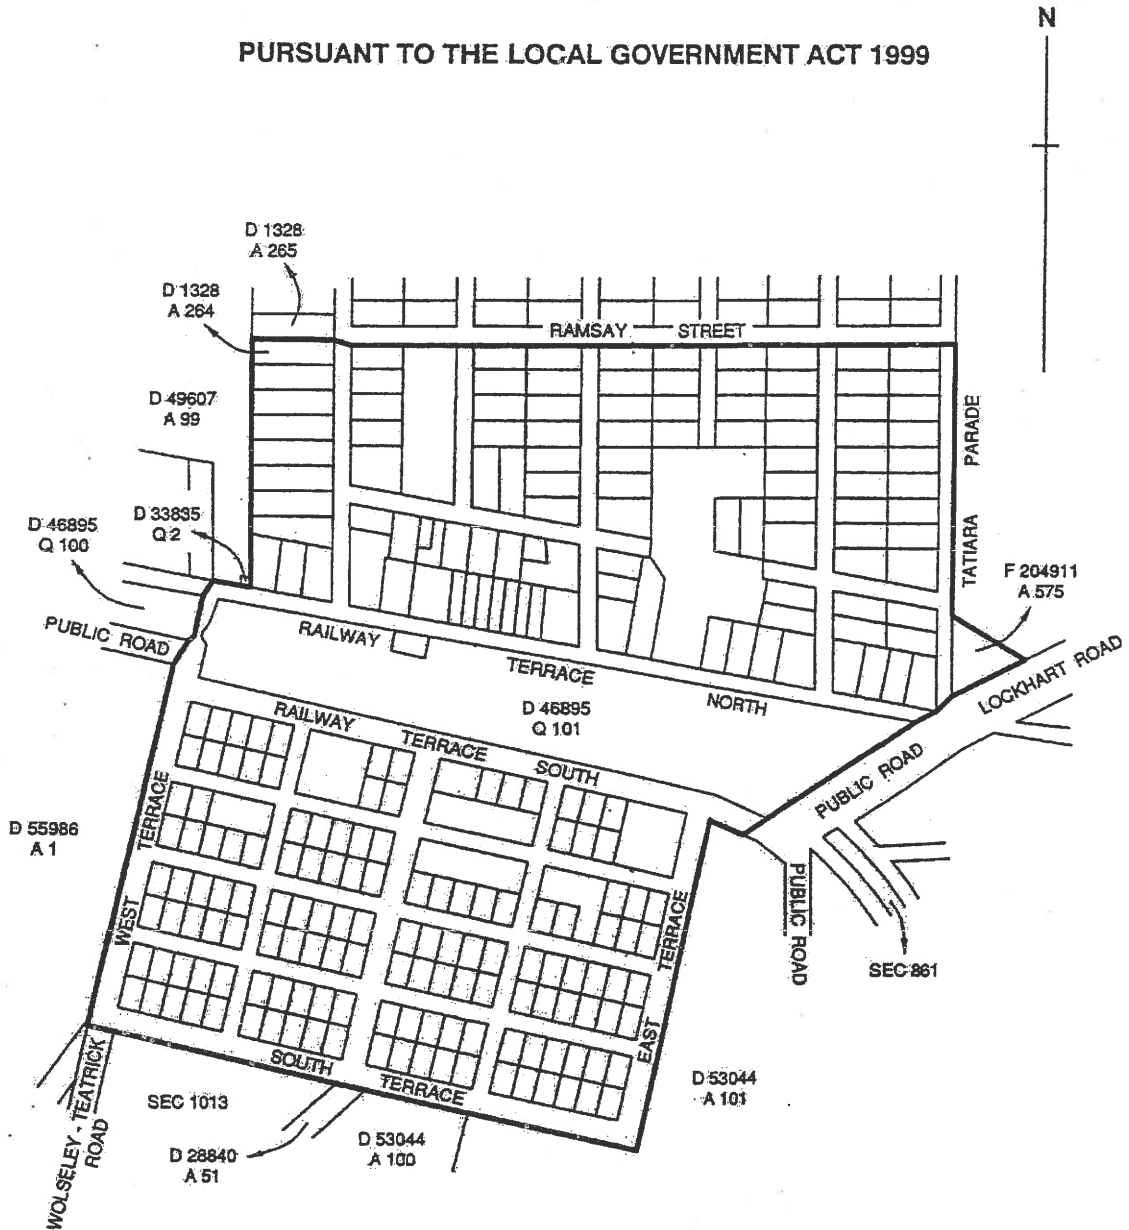 N
PURSUANT TO THE LOCAL GOVERNMENT ACT 1999
D 1328
A 265
D 1328
A 264
RAMSAY STREET
D 49607
A 99
TATIARA PARADE
D 33835
Q 2
D 46895
Q 100
F 204911
A 575
PUBLIC ROAD
RAILWAY TERRACE NORTH
LOCKHART ROAD
D 46895
Q 101
RAILWAY TERRACE SOUTH
PUBLIC ROAD
D 55986
A 1
WEST TERRACE
EAST TERRACE
PUBLIC ROAD
SEC 861
SOUTH TERRACE
D 53044
A 101
SEC 1013
WOLSELEY - TEATRICK
ROAD
D 28840
A 51
D 53044
A 100